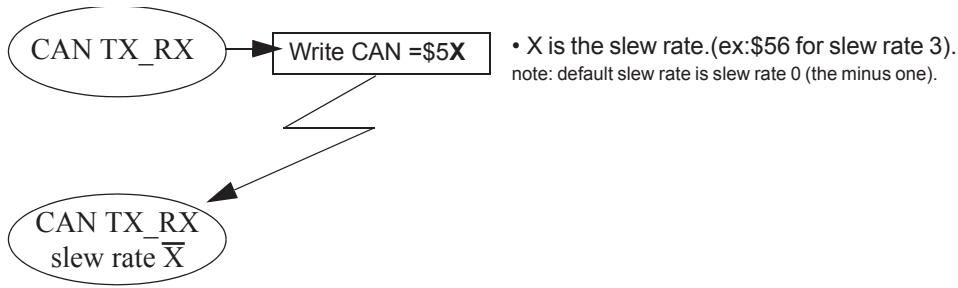 CAN TX_RX
Write CAN =$5X
• X is the slew rate.(ex:$56 for slew rate 3).
note: default slew rate is slew rate 0 (the minus one).
CAN TX_RX
slew rate X̅